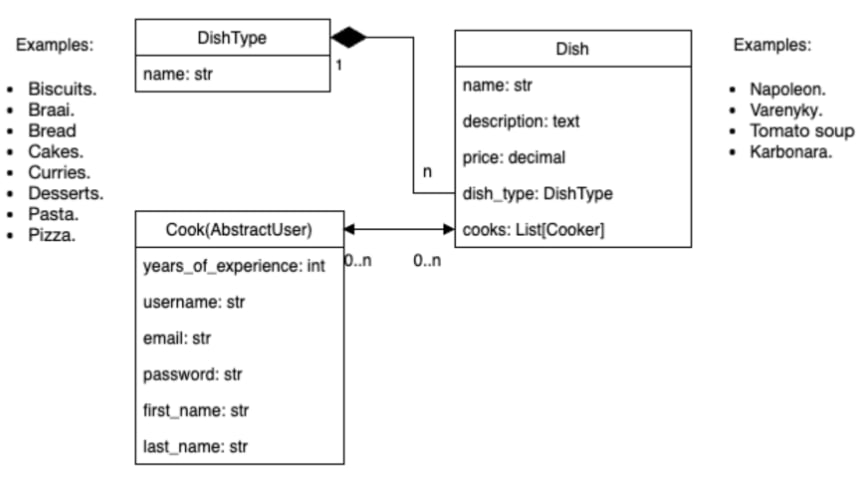 Examples:
• Biscuits.
• Braai.
• Bread
• Cakes.
• Curries.
• Desserts.
• Pasta.
• Pizza.
DishType
name: str
1
n
Dish
name: str
description: text
price: decimal
dish_type: DishType
cooks: List[Cooker]
Examples:
• Napoleon.
• Varenyky.
• Tomato soup
• Karbonara.
Cook(AbstractUser)
years_of_experience: int
username: str
email: str
password: str
first_name: str
last_name: str
0..n
0..n